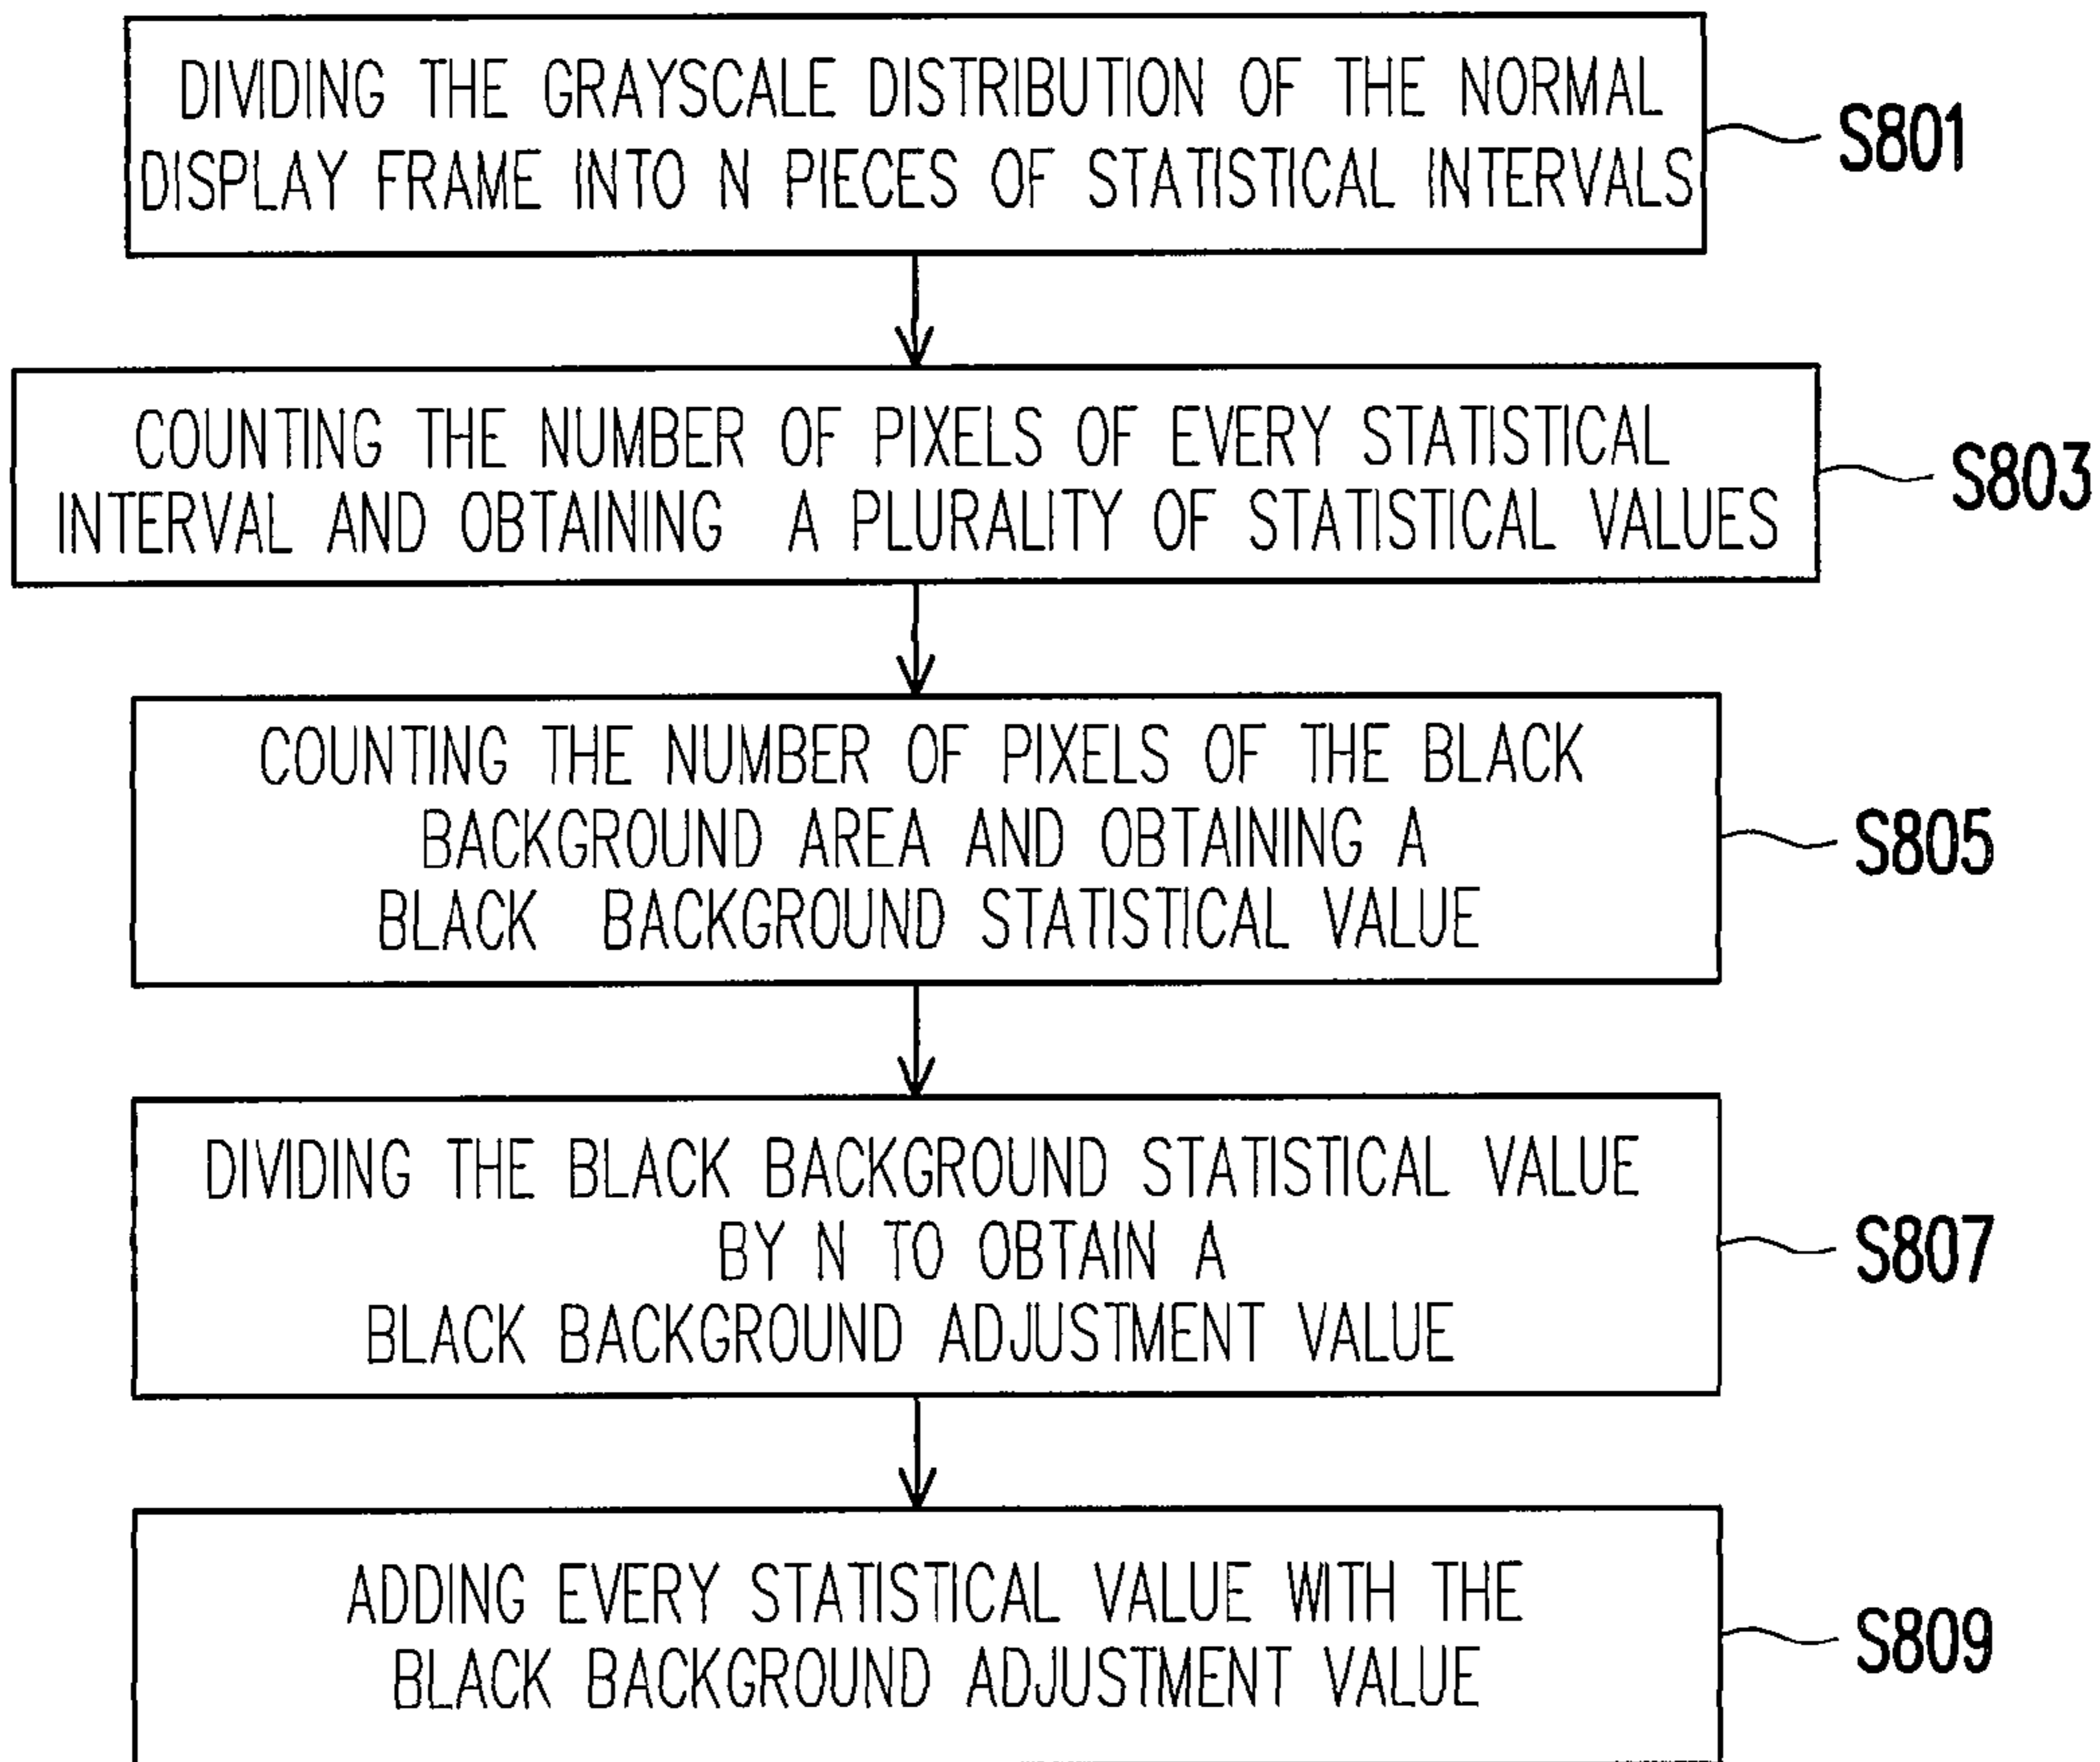 DIVIDING THE GRAYSCALE DISTRIBUTION OF THE NORMAL
DISPLAY FRAME INTO N PIECES OF STATISTICAL INTERVALS
S801
COUNTING THE NUMBER OF PIXELS OF EVERY STATISTICAL
INTERVAL AND OBTAINING A PLURALITY OF STATISTICAL VALUES
S803
COUNTING THE NUMBER OF PIXELS OF THE BLACK
BACKGROUND AREA AND OBTAINING A
BLACK BACKGROUND STATISTICAL VALUE
S805
DIVIDING THE BLACK BACKGROUND STATISTICAL VALUE
BY N TO OBTAIN A
BLACK BACKGROUND ADJUSTMENT VALUE
S807
ADDING EVERY STATISTICAL VALUE WITH THE
BLACK BACKGROUND ADJUSTMENT VALUE
S809